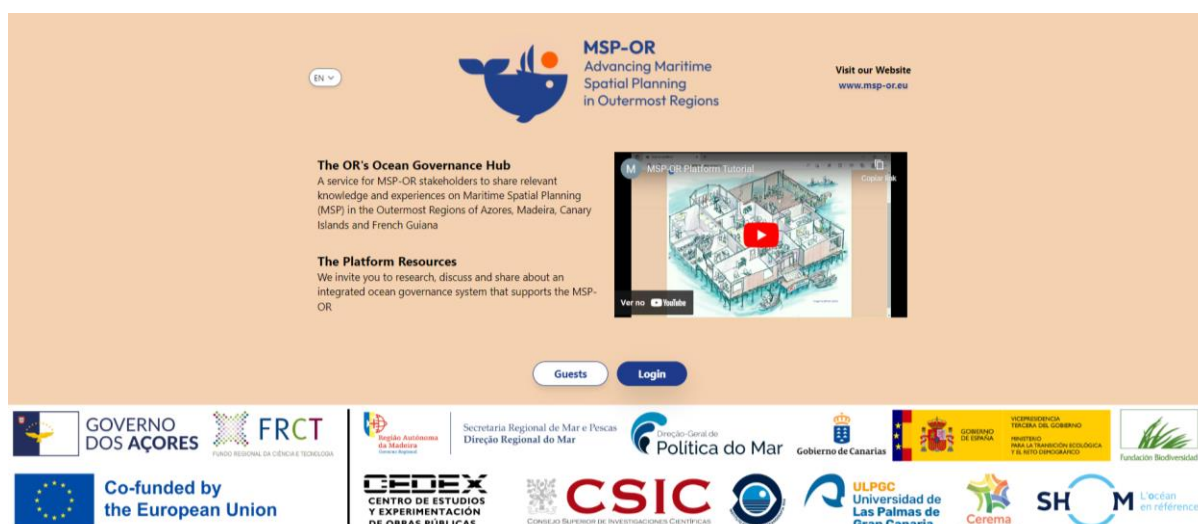 EN
MSP-OR
Advancing Maritime
Spatial Planning
in Outermost Regions
Visit our Website
www.msp-or.eu
The OR's Ocean Governance Hub
A service for MSP-OR stakeholders to share relevant
knowledge and experiences on Maritime Spatial Planning
(MSP) in the Outermost Regions of Azores, Madeira, Canary
Islands and French Guiana
The Platform Resources
We invite you to research, discuss and share about an
integrated ocean governance system that supports the MSP-
OR
M MSP-OR Platform Tutorial
Copiar link
Ver no YouTube
Guests
Login
GOVERNO
DOS AÇORES
FRCT
FUNDO REGIONAL DA CIÊNCIA E TECNOLOGIA
Região Autónoma
da Madeira
Governo Regional
Secretaria Regional de Mar e Pescas
Direção Regional do Mar
Direção-Geral de
Política do Mar
Gobierno de Canarias
GOBIERNO
DE ESPAÑA
VICEPRESIDENCIA
TERCERA DEL GOBIERNO
MINISTERIO
PARA LA TRANSICIÓN ECOLÓGICA
Y EL RETO DEMOGRÁFICO
Fundación Biodiversidad
Co-funded by
the European Union
CEDEX
CENTRO DE ESTUDIOS
Y EXPERIMENTACIÓN
DE OBRAS PÚBLICAS
CSIC
CONSEJO SUPERIOR DE INVESTIGACIONES CIENTÍFICAS
ULPGC
Universidad de
Las Palmas de
Gran Canaria
Cerema
SHOM
L'océan
en référence